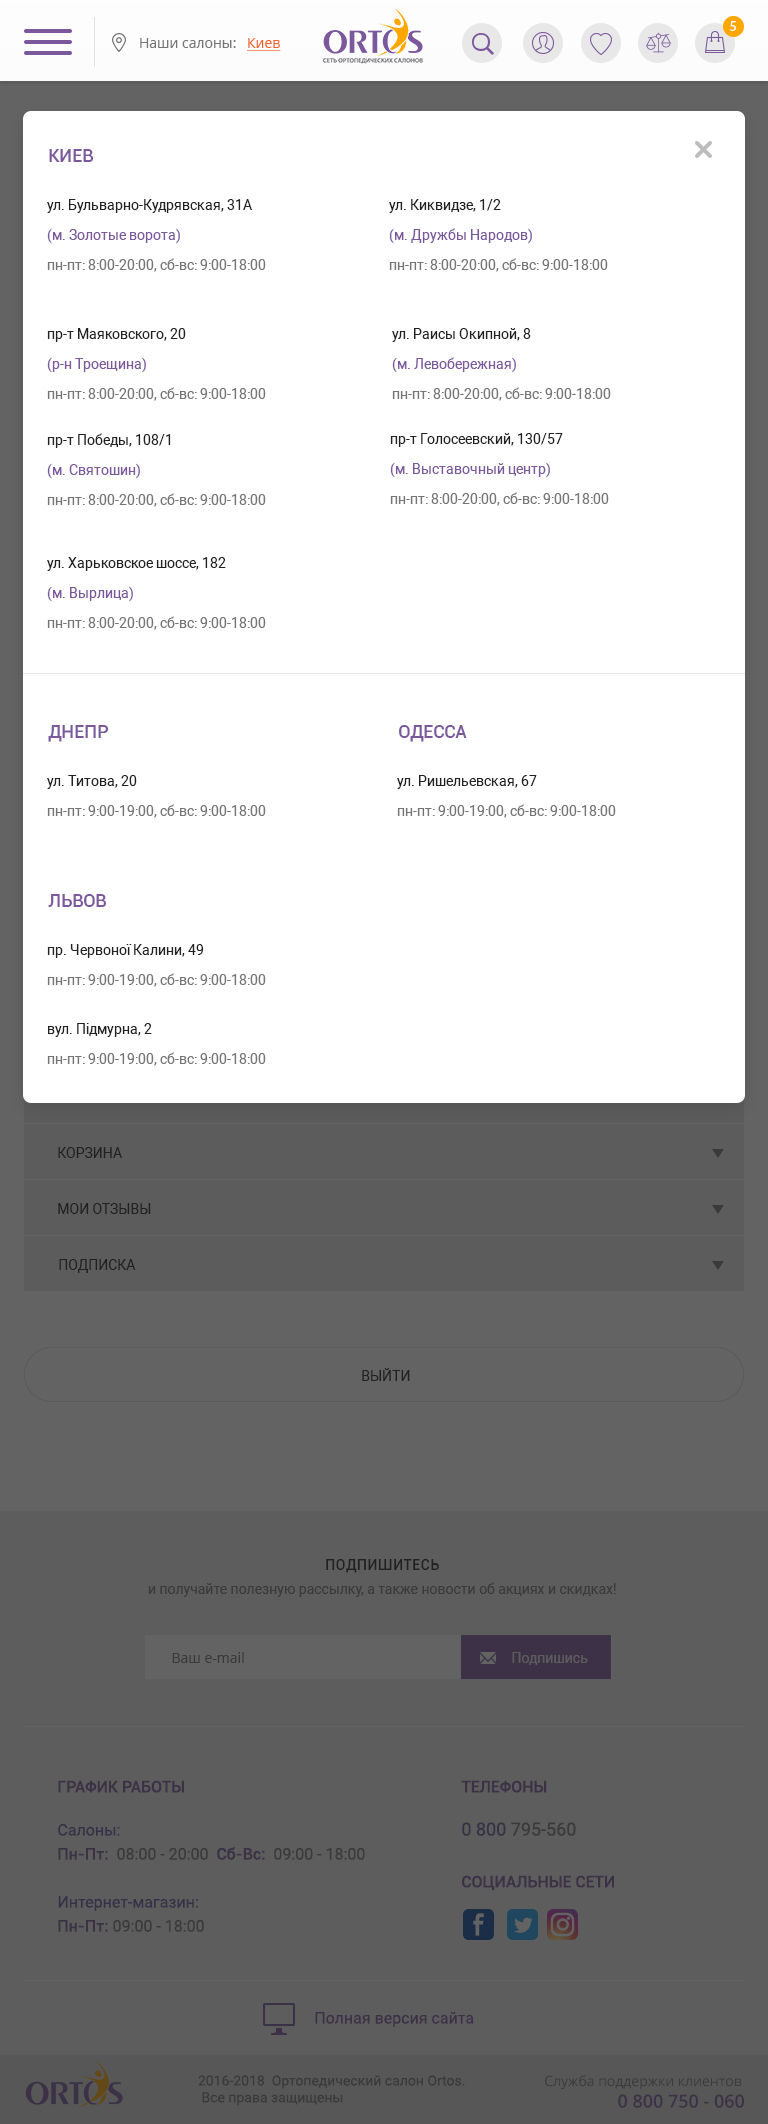 Наши салоны: Киев
ORTOS
СЕТЬ ОРТОПЕДИЧЕСКИХ САЛОНОВ
5
КИЕВ
ул. Бульварно-Кудрявская, 31А
(м. Золотые ворота)
пн-пт: 8:00-20:00, сб-вс: 9:00-18:00
ул. Киквидзе, 1/2
(м. Дружбы Народов)
пн-пт: 8:00-20:00, сб-вс: 9:00-18:00
пр-т Маяковского, 20
(р-н Троещина)
пн-пт: 8:00-20:00, сб-вс: 9:00-18:00
ул. Раисы Окипной, 8
(м. Левобережная)
пн-пт: 8:00-20:00, сб-вс: 9:00-18:00
пр-т Победы, 108/1
(м. Святошин)
пн-пт: 8:00-20:00, сб-вс: 9:00-18:00
пр-т Голосеевский, 130/57
(м. Выставочный центр)
пн-пт: 8:00-20:00, сб-вс: 9:00-18:00
ул. Харьковское шоссе, 182
(м. Вырлица)
пн-пт: 8:00-20:00, сб-вс: 9:00-18:00
ДНЕПР
ул. Титова, 20
пн-пт: 9:00-19:00, сб-вс: 9:00-18:00
ОДЕССА
ул. Ришельевская, 67
пн-пт: 9:00-19:00, сб-вс: 9:00-18:00
ЛЬВОВ
пр. Червоної Калини, 49
пн-пт: 9:00-19:00, сб-вс: 9:00-18:00
вул. Підмурна, 2
пн-пт: 9:00-19:00, сб-вс: 9:00-18:00
КОРЗИНА
МОИ ОТЗЫВЫ
ПОДПИСКА
ВЫЙТИ
ПОДПИШИТЕСЬ
и получайте полезную рассылку, а также новости об акциях и скидках!
Ваш e-mail
Подпишись
ГРАФИК РАБОТЫ
Салоны:
Пн-Пт: 08:00 - 20:00 Сб-Вс: 09:00 - 18:00
Интернет-магазин:
Пн-Пт: 09:00 - 18:00
ТЕЛЕФОНЫ
0 800 795-560
СОЦИАЛЬНЫЕ СЕТИ
Полная версия сайта
ORTOS
2016-2018 Ортопедический салон Ortos.
Все права защищены
Служба поддержки клиентов
0 800 750 - 060